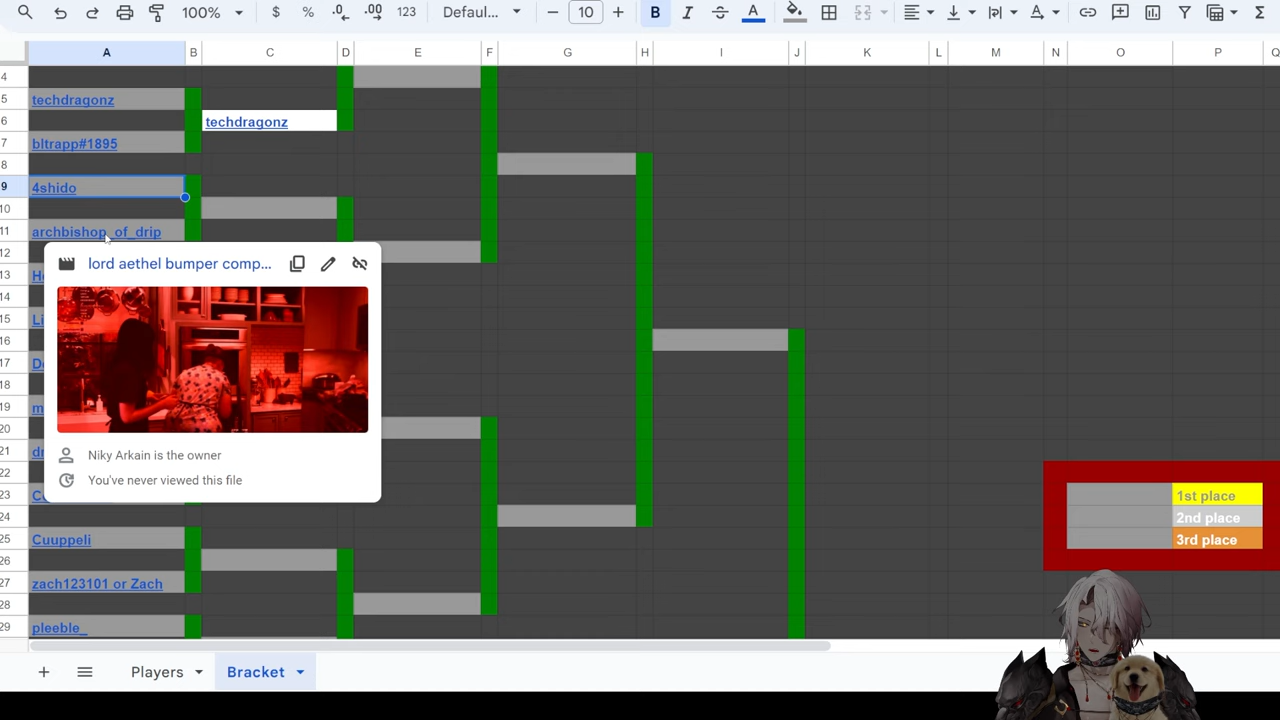 100% $ % .0 .00 123 Defaul... 10 B I A Σ
A B C D E F G H I J K L M N O P Q
4
5 techdragonz
6 techdragonz
7 bltrapp#1895
8
9 4shido
10
11 archbishop_of_drip
12
13
14
15
16
17
18
19
20
21
22
23
24
25 Cuuppeli
26
27 zach123101 or Zach
28
29 pleeble_
lord aethel bumper comp...
Niky Arkain is the owner
You've never viewed this file
1st place
2nd place
3rd place
Players Bracket